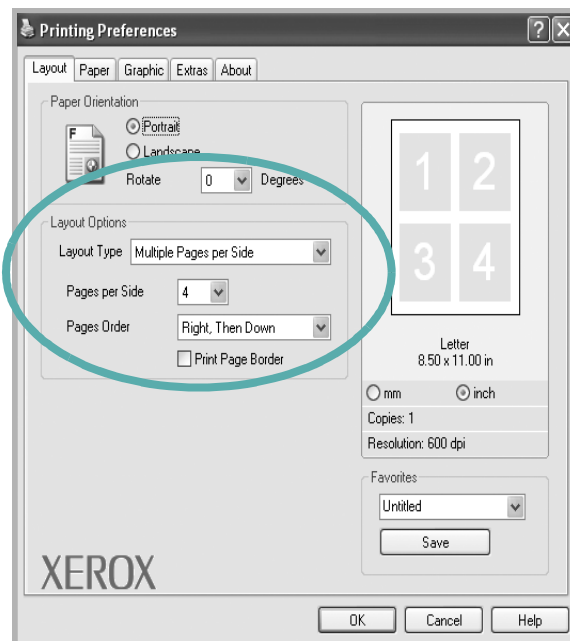 Printing Preferences
Layout Paper Graphic Extras About
Paper Orientation
F
Portrait
Landscape
Rotate 0 Degrees
Layout Options
Layout Type Multiple Pages per Side
Pages per Side 4
Pages Order Right, Then Down
Print Page Border
1 2
3 4
Letter
8.50 x 11.00 in
mm inch
Copies: 1
Resolution: 600 dpi
Favorites
Untitled
Save
XEROX
OK Cancel Help